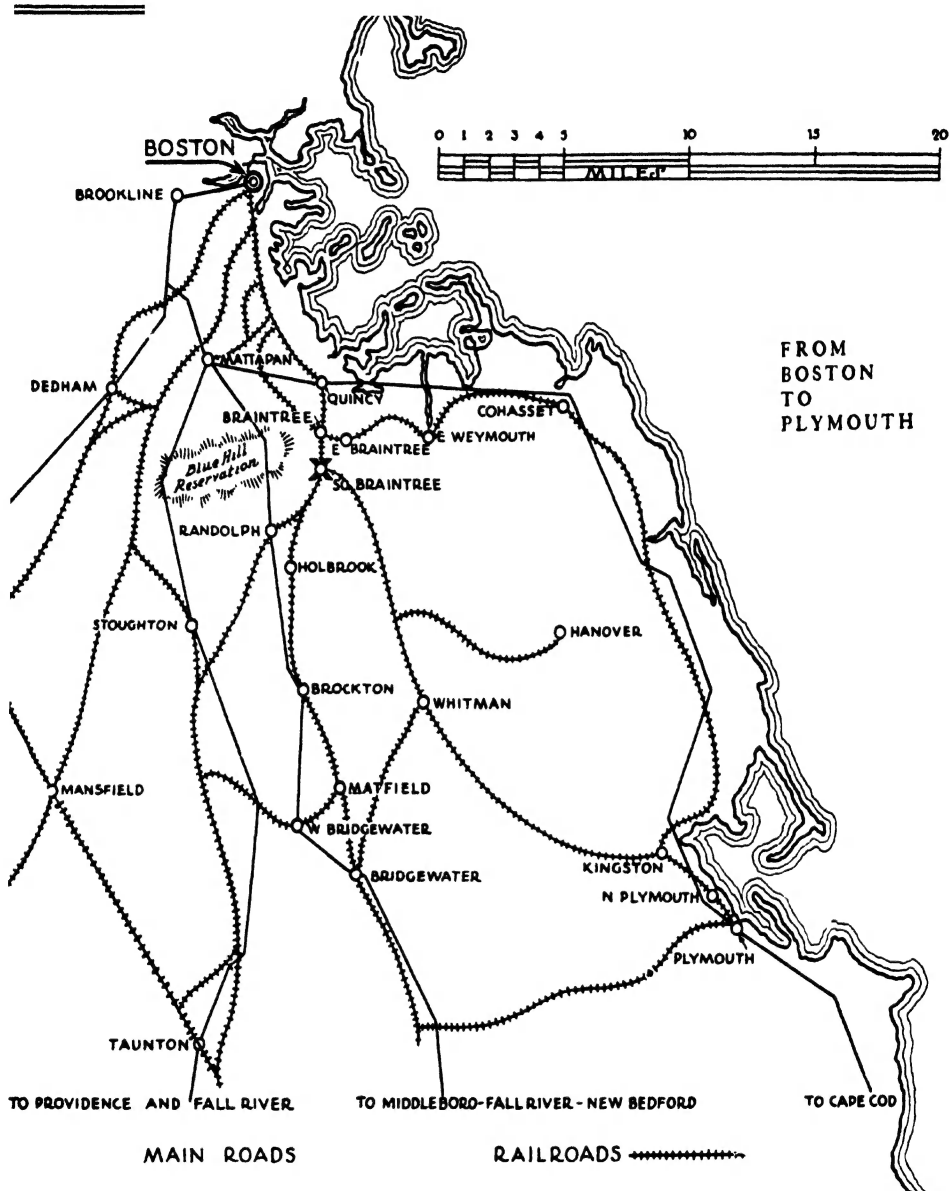 0 1 2 3 4 5 10 15 20
MILES
BOSTON
BROOKLINE
FROM
BOSTON
TO
PLYMOUTH
MATTAPAN
DEDHAM
QUINCY
COHASSET
BRAINTREE
E WEYMOUTH
E BRAINTREE
Blue Hill
Reservation
SO BRAINTREE
RANDOLPH
HOLBROOK
STOUGHTON
HANOVER
BROCKTON
WHITMAN
MANSFIELD
MATFIELD
W BRIDGEWATER
KINGSTON
BRIDGEWATER
N PLYMOUTH
PLYMOUTH
TAUNTON
TO PROVIDENCE AND FALL RIVER
TO MIDDLEBORO-FALL RIVER-NEW BEDFORD
TO CAPE COD
MAIN ROADS
RAILROADS